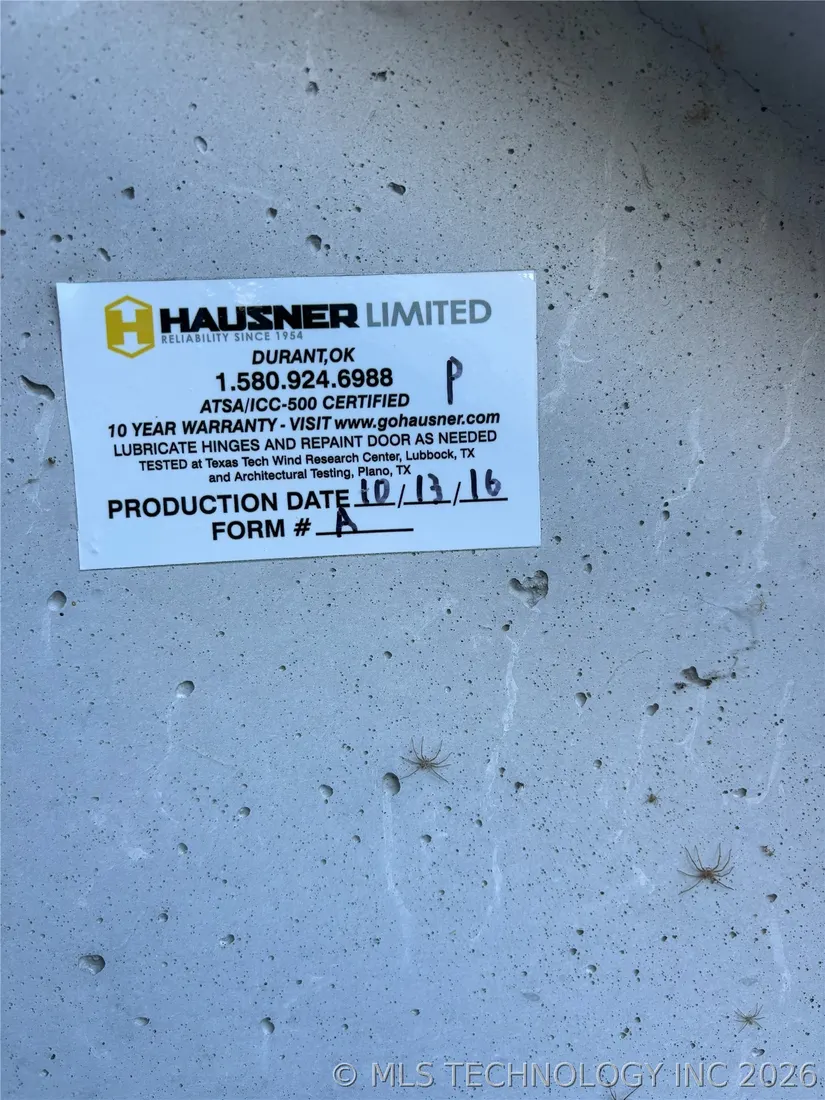 H HAUSNER LIMITED
RELIABILITY SINCE 1954
DURANT,OK
1.580.924.6988
P
ATSA/ICC-500 CERTIFIED
10 YEAR WARRANTY - VISIT www.gohausner.com
LUBRICATE HINGES AND REPAINT DOOR AS NEEDED
TESTED at Texas Tech Wind Research Center, Lubbock, TX
and Architectural Testing, Plano, TX
PRODUCTION DATE 10/13/16
FORM # A
© MLS TECHNOLOGY INC 2026